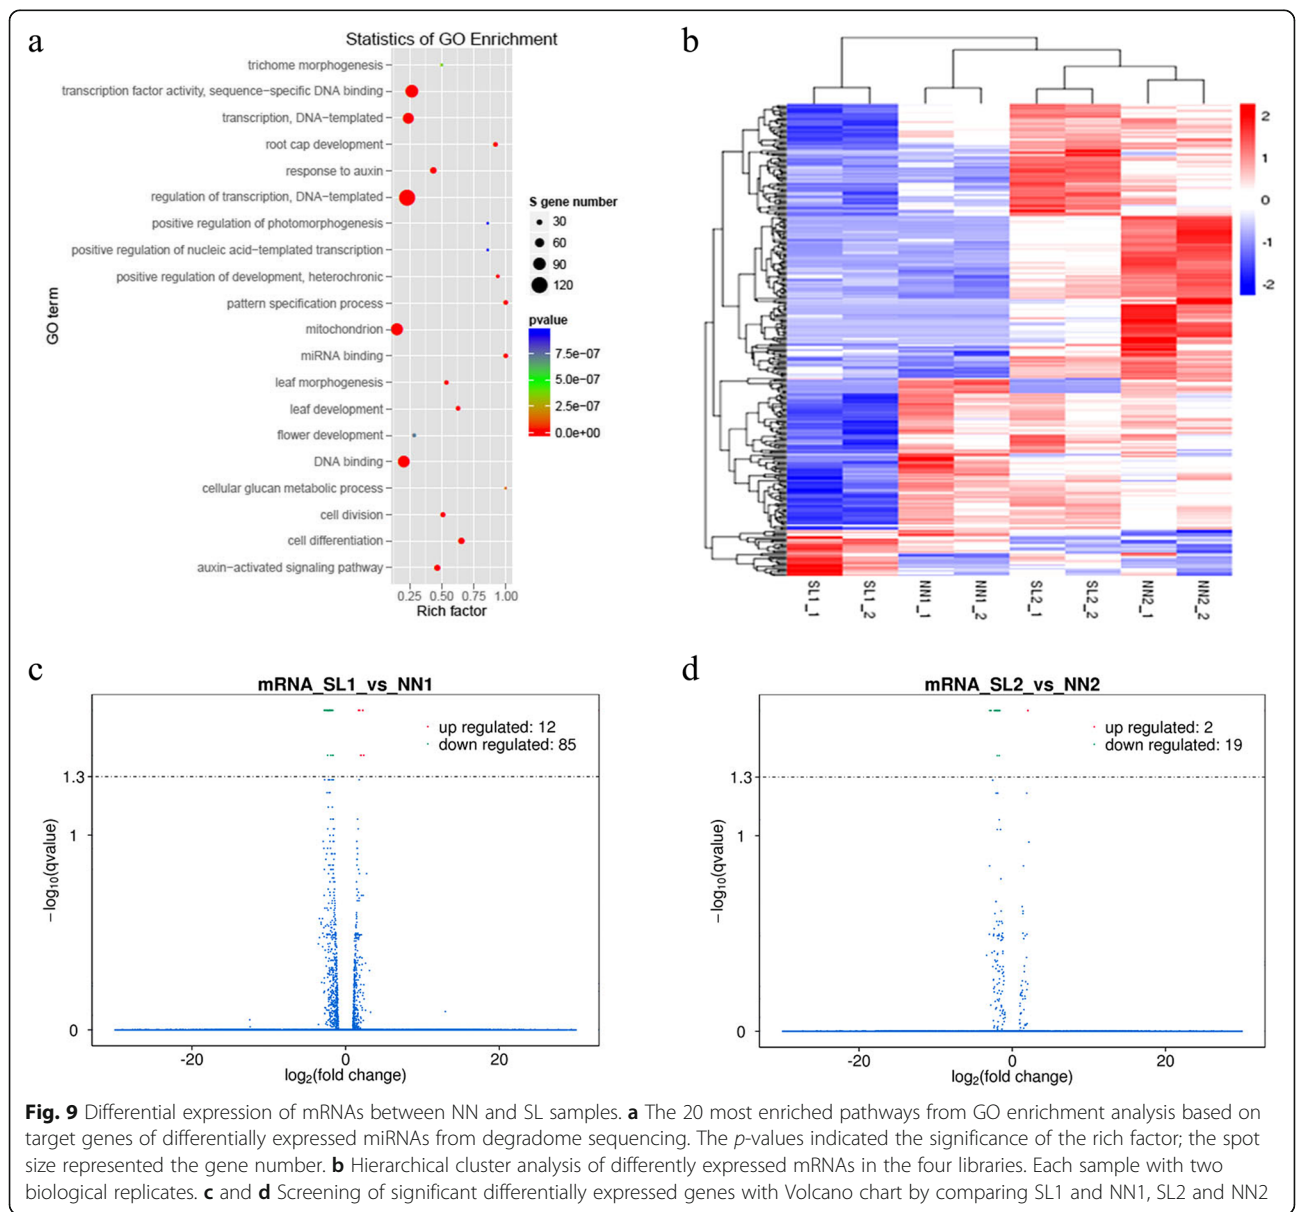 a
Statistics of GO Enrichment
GO term
trichome morphogenesis
transcription factor activity, sequence−specific DNA binding
transcription, DNA−templated
root cap development
response to auxin
regulation of transcription, DNA−templated
positive regulation of photomorphogenesis
positive regulation of nucleic acid−templated transcription
positive regulation of development, heterochronic
pattern specification process
mitochondrion
miRNA binding
leaf morphogenesis
leaf development
flower development
DNA binding
cellular glucan metabolic process
cell division
cell differentiation
auxin−activated signaling pathway
0.25 0.50 0.75 1.00
Rich factor
S gene number
30
60
90
120
pvalue
7.5e−07
5.0e−07
2.5e−07
0.0e+00
b
2
1
0
-1
-2
SL1_1 SL1_2 NN1_1 NN1_2 SL2_1 SL2_2 NN2_1 NN2_2
c
mRNA_SL1_vs_NN1
up regulated: 12
down regulated: 85
1.3
1
0
−log10(qvalue)
-20 0 20
log2(fold change)
d
mRNA_SL2_vs_NN2
up regulated: 2
down regulated: 19
1.3
1
0
−log10(qvalue)
-20 0 20
log2(fold change)
Fig. 9 Differential expression of mRNAs between NN and SL samples. a The 20 most enriched pathways from GO enrichment analysis based on
target genes of differentially expressed miRNAs from degradome sequencing. The p-values indicated the significance of the rich factor; the spot
size represented the gene number. b Hierarchical cluster analysis of differently expressed mRNAs in the four libraries. Each sample with two
biological replicates. c and d Screening of significant differentially expressed genes with Volcano chart by comparing SL1 and NN1, SL2 and NN2